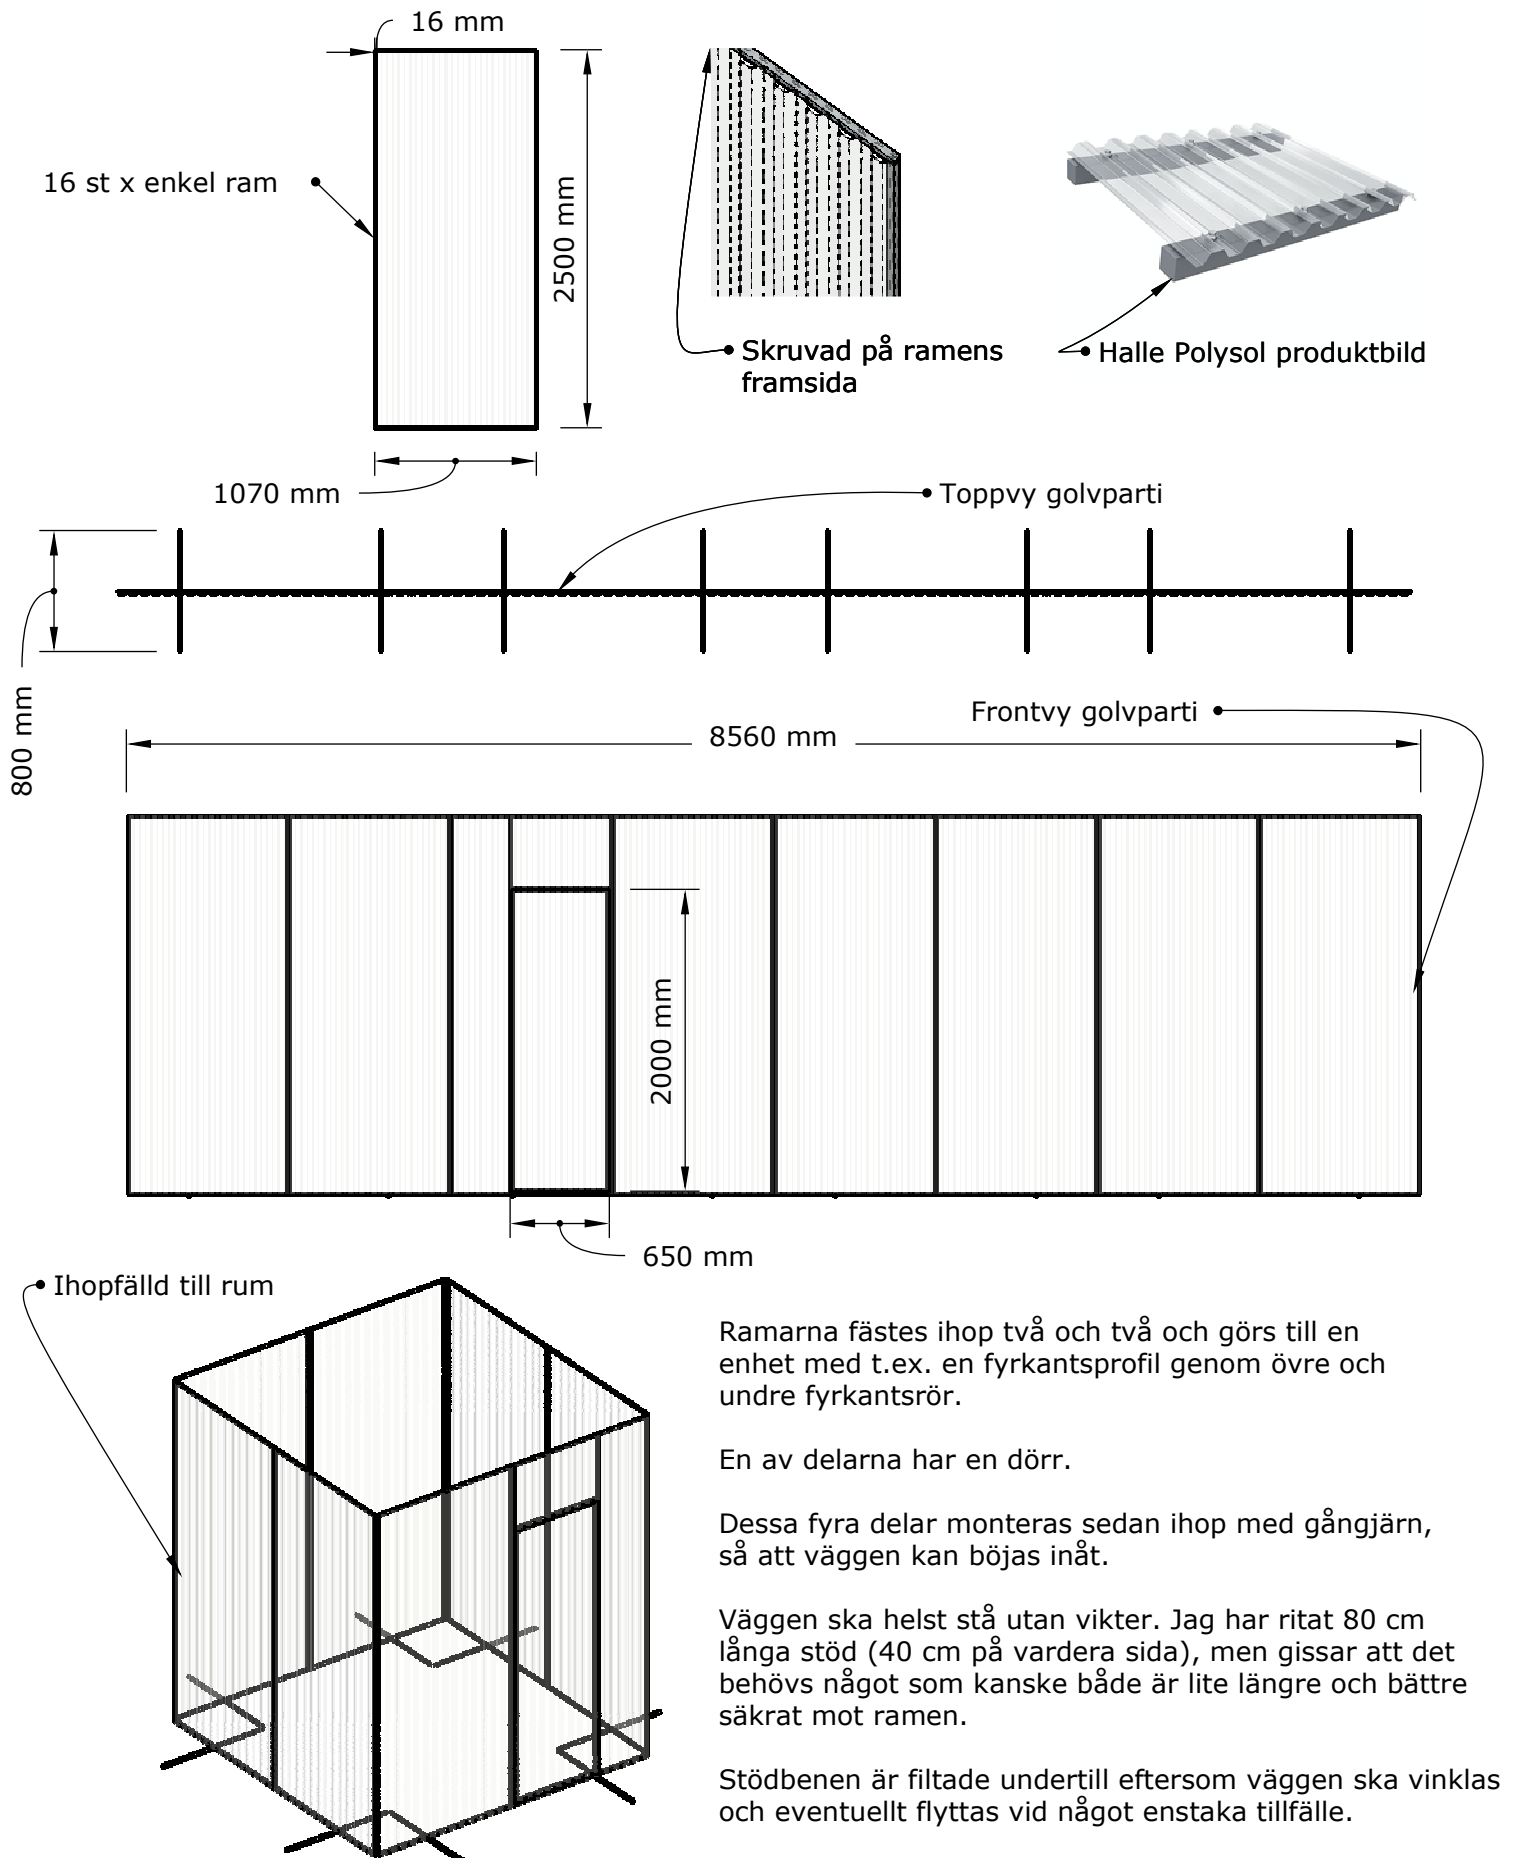 16 mm
16 st x enkel ram
2500 mm
Skruvad på ramens
framsida
Halle Polysol produktbild
1070 mm
Toppvy golvparti
800 mm
Frontvy golvparti
8560 mm
2000 mm
650 mm
Ihopfälld till rum
Ramarna fästes ihop två och två och görs till en
enhet med t.ex. en fyrkantsprofil genom övre och
undre fyrkantsrör.
En av delarna har en dörr.
Dessa fyra delar monteras sedan ihop med gångjärn,
så att väggen kan böjas inåt.
Väggen ska helst stå utan vikter. Jag har ritat 80 cm
långa stöd (40 cm på vardera sida), men gissar att det
behövs något som kanske både är lite längre och bättre
säkrat mot ramen.
Stödbenen är filtade undertill eftersom väggen ska vinklas
och eventuellt flyttas vid något enstaka tillfälle.